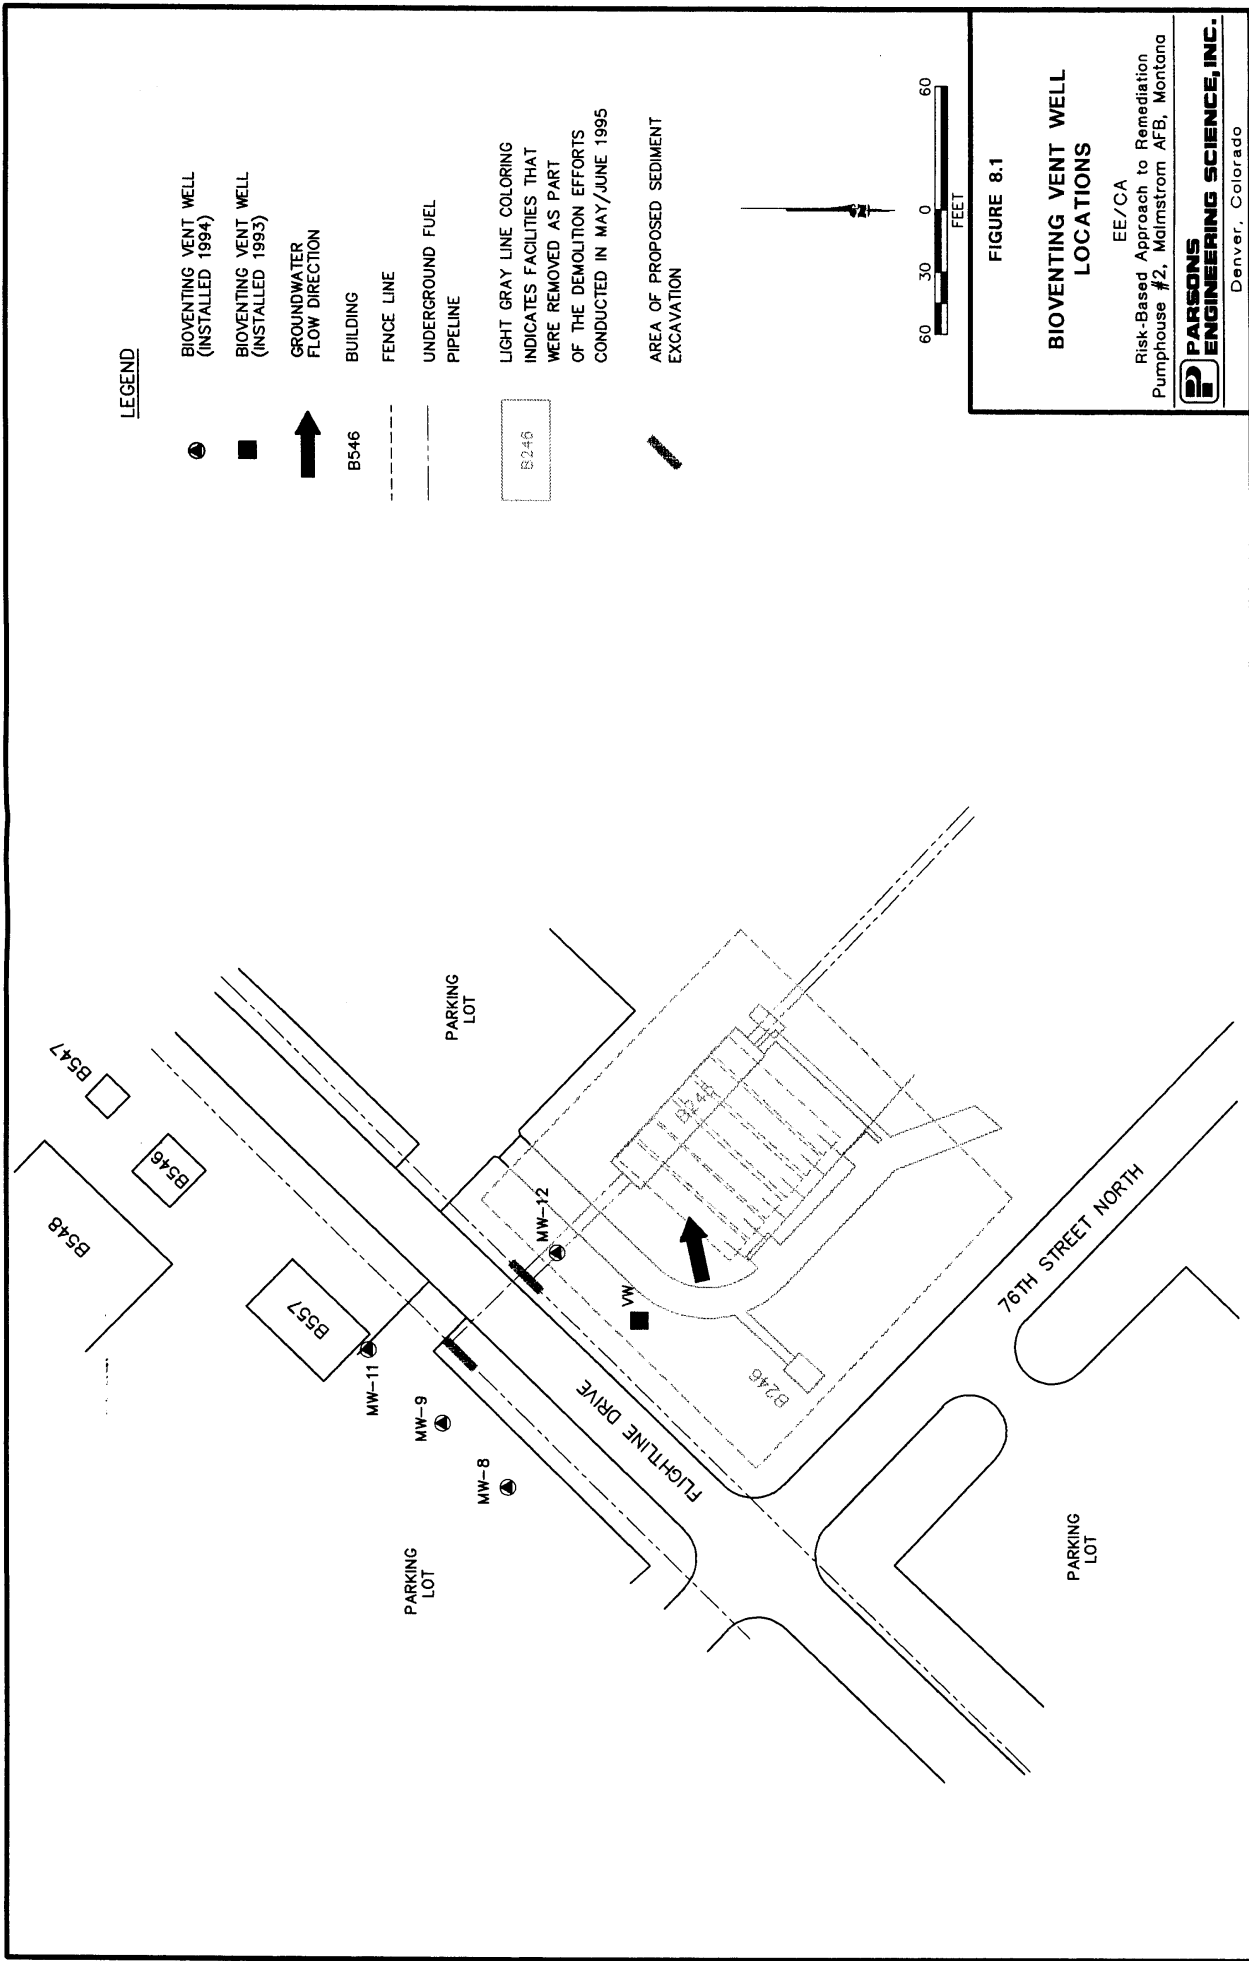 LEGEND
BIOVENTING VENT WELL
(INSTALLED 1994)
BIOVENTING VENT WELL
(INSTALLED 1993)
GROUNDWATER
FLOW DIRECTION
B546
BUILDING
FENCE LINE
UNDERGROUND FUEL
PIPELINE
B246
LIGHT GRAY LINE COLORING
INDICATES FACILITIES THAT
WERE REMOVED AS PART
OF THE DEMOLITION EFFORTS
CONDUCTED IN MAY/JUNE 1995
AREA OF PROPOSED SEDIMENT
EXCAVATION
B547
B546
B548
B557
MW-11
MW-9
MW-8
MW-12
VW
PARKING
LOT
PARKING
LOT
PARKING
LOT
FLIGHTLINE DRIVE
76TH STREET NORTH
B246
B246
60
30
0
60
FEET
FIGURE 8.1
BIOVENTING VENT WELL
LOCATIONS
EE/CA
Risk-Based Approach to Remediation
Pumphouse #2, Malmstrom AFB, Montana
PARSONS
ENGINEERING SCIENCE, INC.
Denver, Colorado